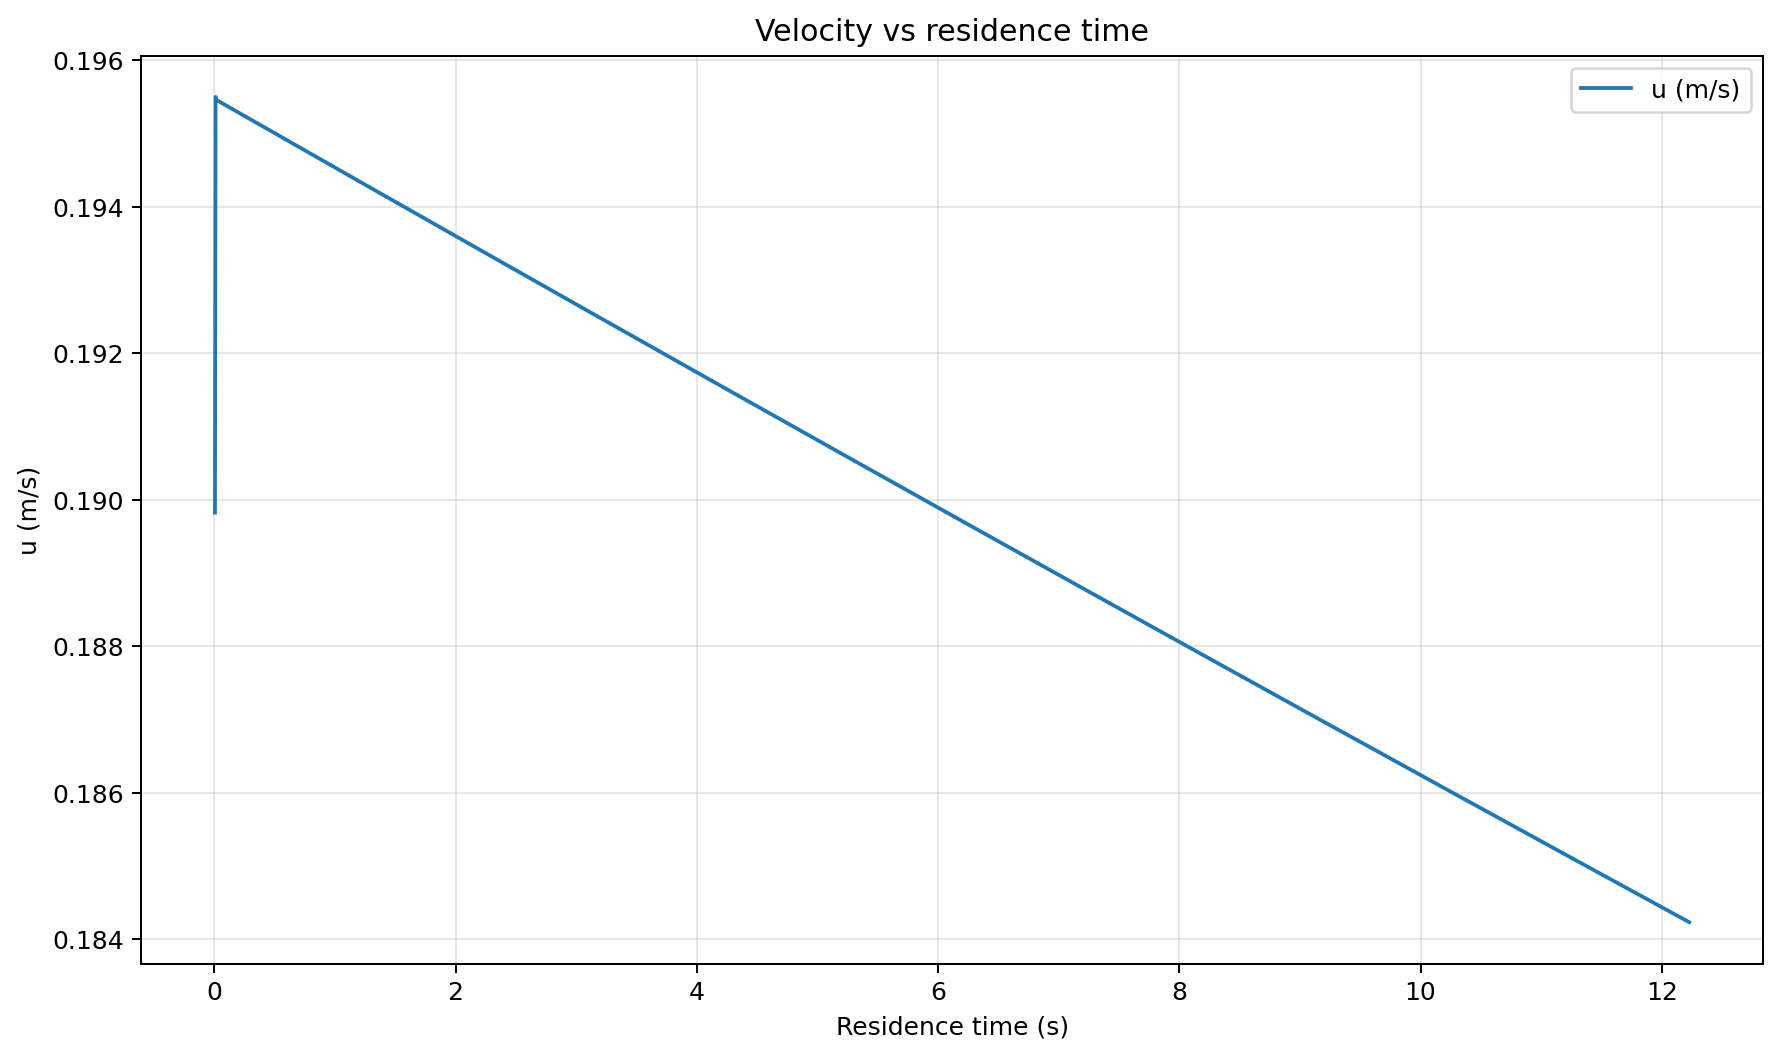 Velocity vs residence time
u (m/s)
0.196
0.194
0.192
0.190
0.188
0.186
0.184
u (m/s)
0 2 4 6 8 10 12
Residence time (s)